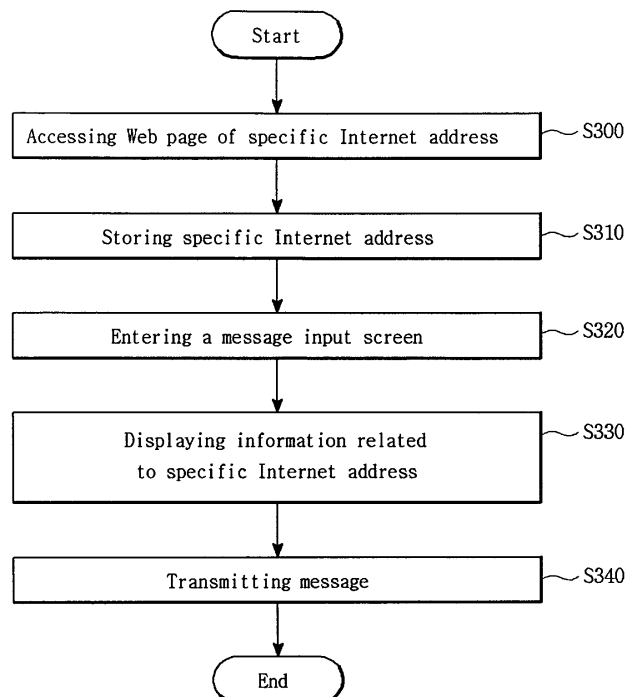 Start
Accessing Web page of specific Internet address
S300
Storing specific Internet address
S310
Entering a message input screen
S320
Displaying information related
to specific Internet address
S330
Transmitting message
S340
End